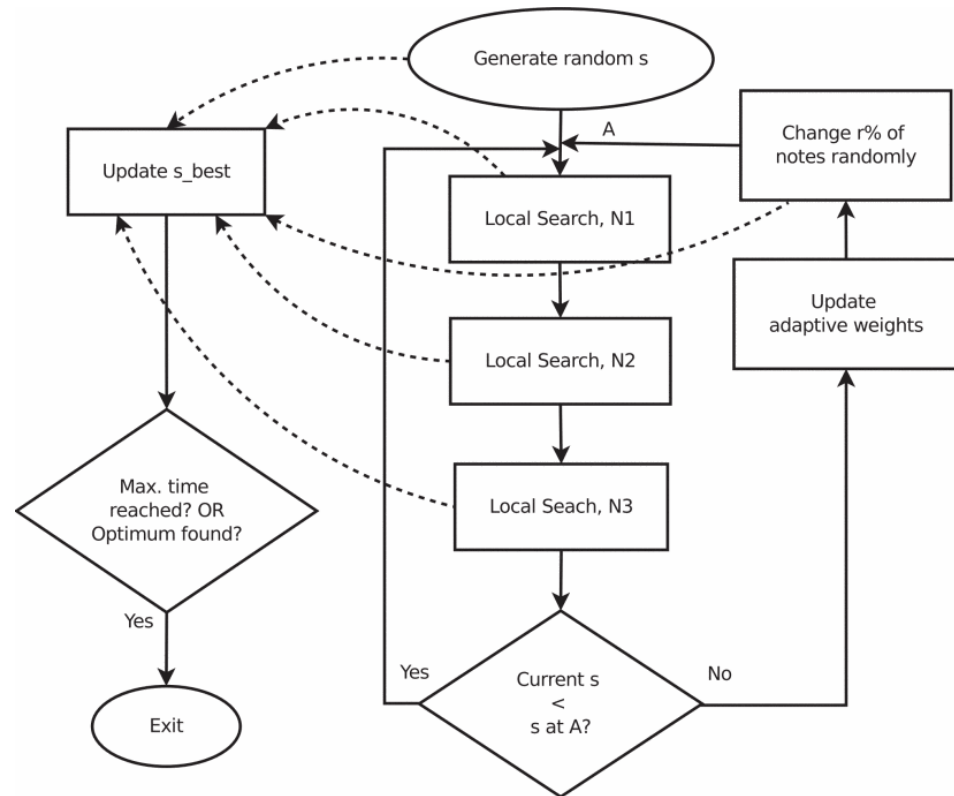 Generate random s
A
Change r% of
notes randomly
Update s_best
Local Search, N1
Update
adaptive weights
Local Search, N2
Max. time
reached? OR
Optimum found?
Local Seach, N3
Yes
Yes
No
Current s
<
s at A?
Exit